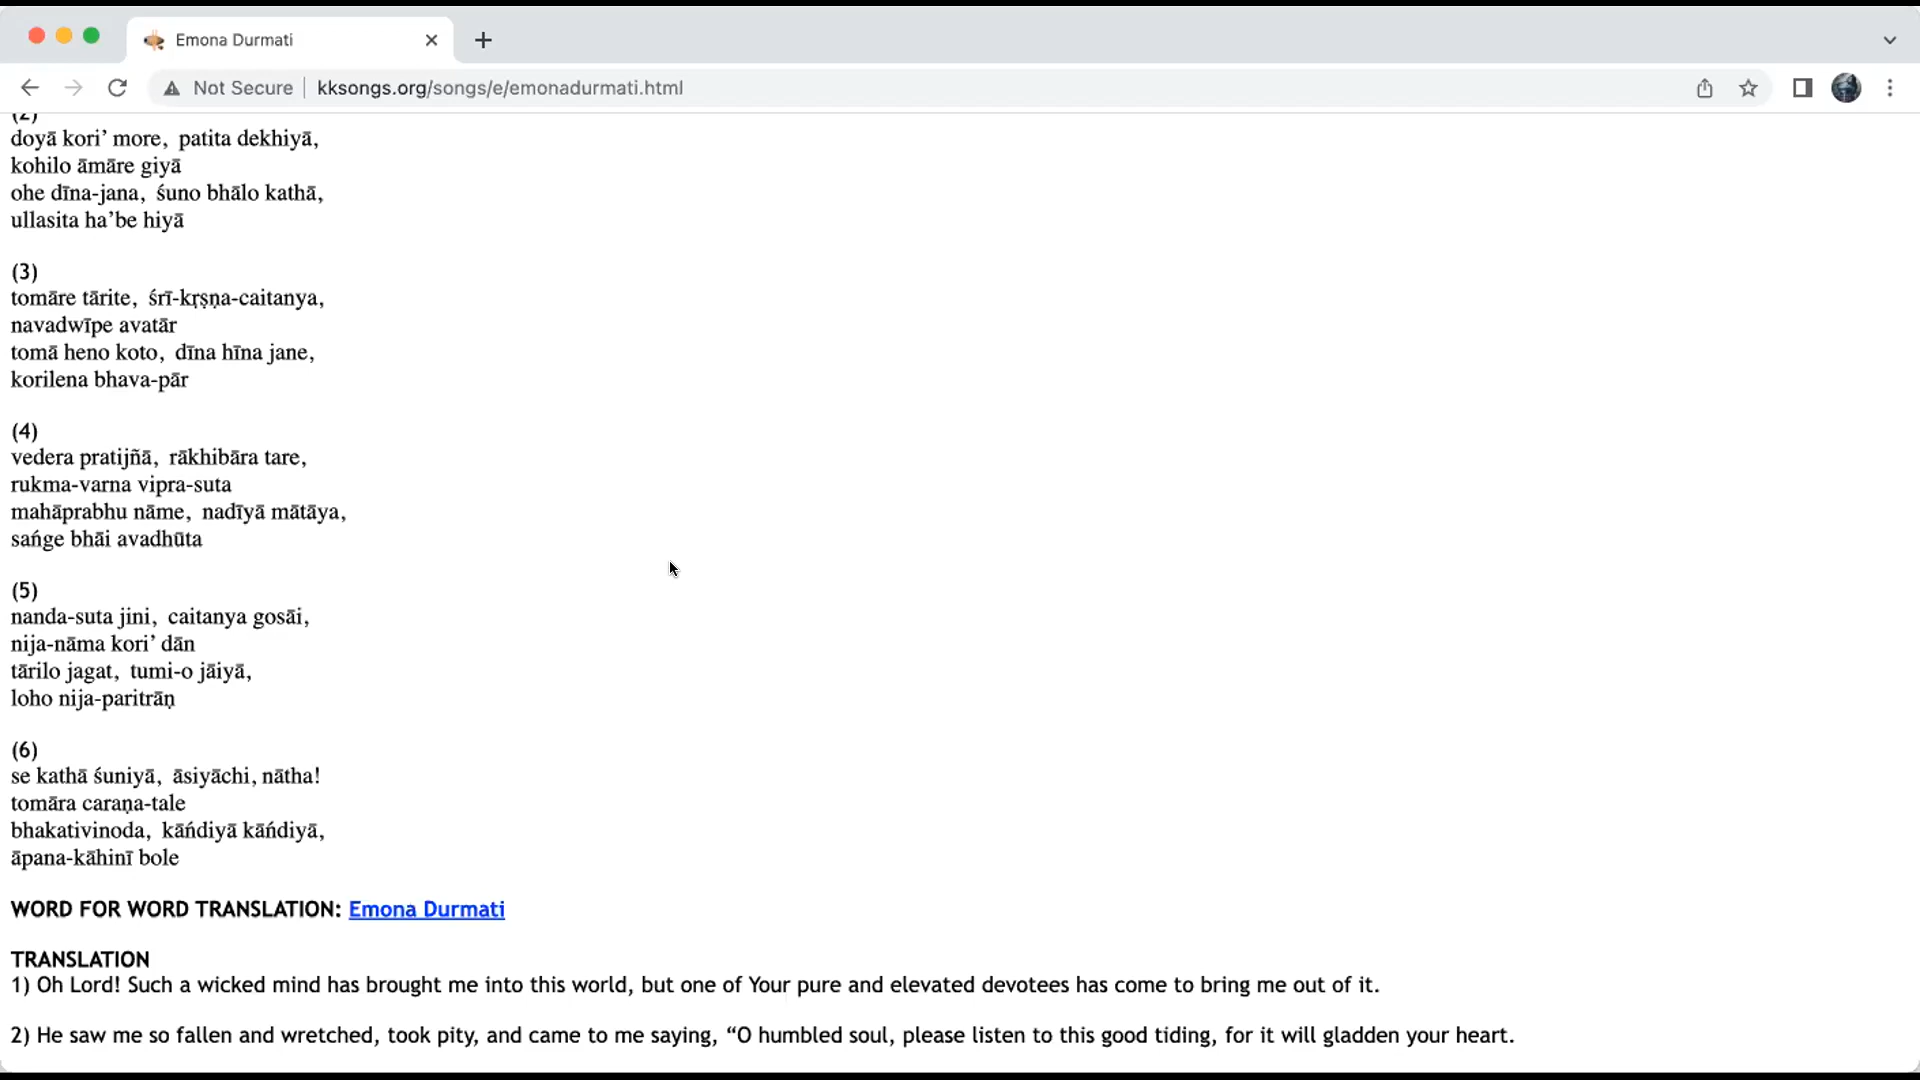 Emona Durmati
Not Secure
kksongs.org/songs/e/emonadurmati.html
(2)
doyā kori’ more, patita dekhiyā,
kohilo āmāre giyā
ohe dīna-jana, śuno bhālo kathā,
ullasita ha’be hiyā
(3)
tomāre tārite, śrī-kṛṣṇa-caitanya,
navadwīpe avatār
tomā heno koto, dīna hīna jane,
korilena bhava-pār
(4)
vedera pratijñā, rākhibāra tare,
rukma-varna vipra-suta
mahāprabhu nāme, nadīyā mātāya,
sańge bhāi avadhūta
(5)
nanda-suta jini, caitanya gosāi,
nija-nāma kori’ dān
tārilo jagat, tumi-o jāiyā,
loho nija-paritrāṇ
(6)
se kathā śuniyā, āsiyāchi, nātha!
tomāra caraṇa-tale
bhakativinoda, kāńdiyā kāńdiyā,
āpana-kāhinī bole
WORD FOR WORD TRANSLATION: Emona Durmati
TRANSLATION
1) Oh Lord! Such a wicked mind has brought me into this world, but one of Your pure and elevated devotees has come to bring me out of it.
2) He saw me so fallen and wretched, took pity, and came to me saying, “O humbled soul, please listen to this good tiding, for it will gladden your heart.